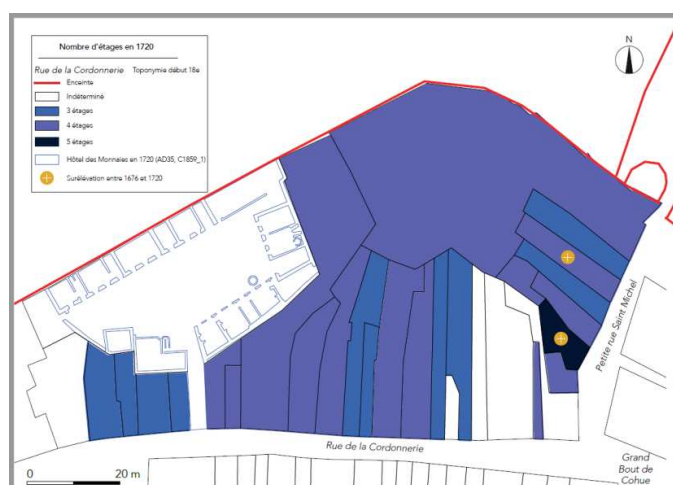 Nombre d'étages en 1720
Rue de la Cordonnerie Toponymie début 18e
Enceinte
Indéterminé
3 étages
4 étages
5 étages
Hôtel des Monnaies en 1720 (AD35, C1859_1)
Surélévation entre 1676 et 1720
N
Petite rue Saint Michel
Rue de la Cordonnerie
Grand
Bout de
Cohue
0 20 m